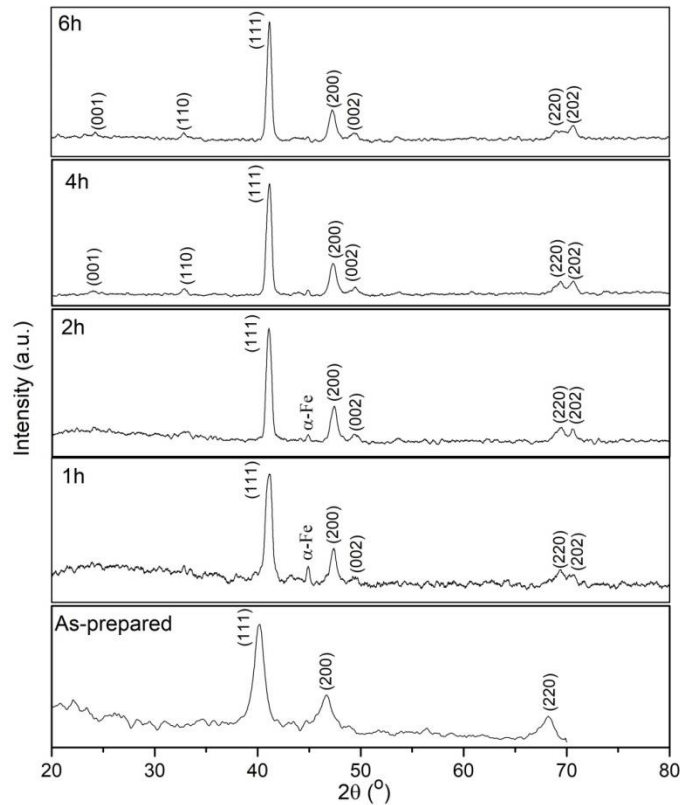 6h
(001)
(110)
(111)
(200)
(002)
(220)
(202)
4h
(001)
(110)
(111)
(200)
(002)
(220)
(202)
2h
(111)
α-Fe
(200)
(002)
(220)
(202)
1h
(111)
α-Fe
(200)
(002)
(220)
(202)
As-prepared
(111)
(200)
(220)
Intensity (a.u.)
20 30 40 50 60 70 80
2θ (°)